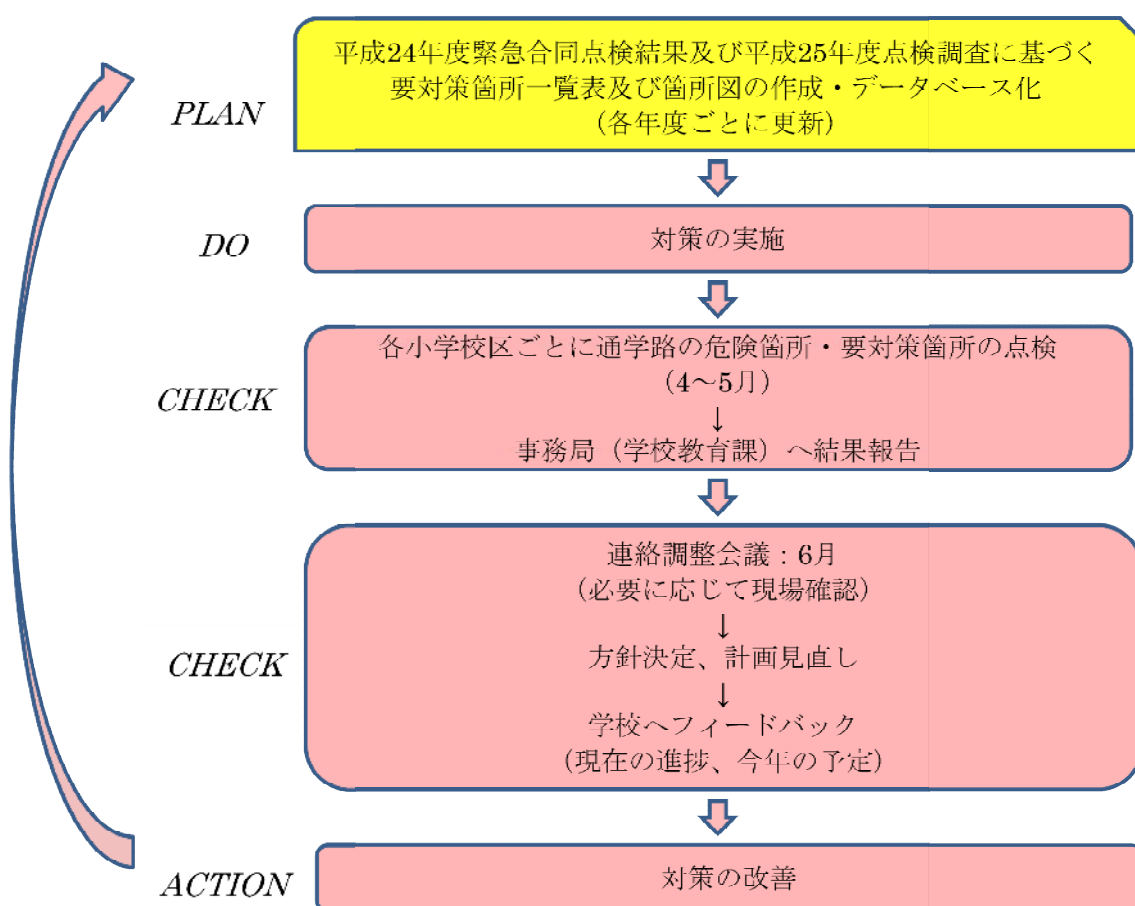 平成24年度緊急合同点検結果及び平成25年度点検調査に基づく
要対策箇所一覧表及び箇所図の作成・データベース化
（各年度ごとに更新）
PLAN
対策の実施
DO
各小学校区ごとに通学路の危険箇所・要対策箇所の点検
（4～5月）
↓
事務局（学校教育課）へ結果報告
CHECK
連絡調整会議：6月
（必要に応じて現場確認）
↓
方針決定、計画見直し
↓
学校へフィードバック
（現在の進捗、今年の予定）
CHECK
対策の改善
ACTION